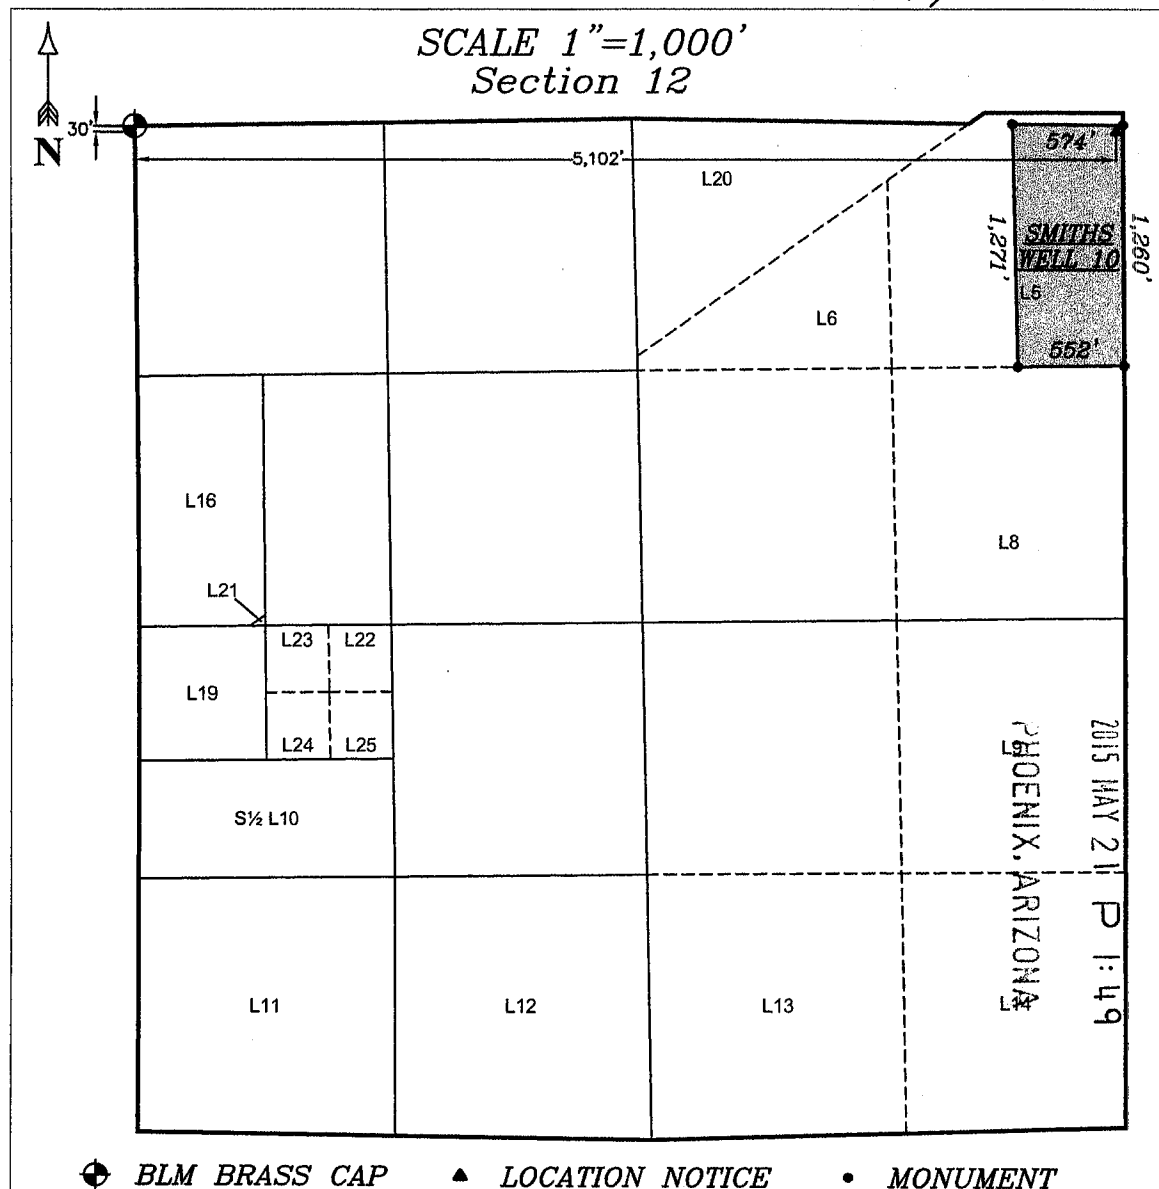 SCALE 1"=1,000'
Section 12
N
30'
5,102'
574'
L20
1,271'
SMITHS
WELL 10
1,260'
L5
L6
552'
L16
L8
L21
L23
L22
L19
L24
L25
S½ L10
2015 MAY 21 P 1:49
PHOENIX, ARIZONA
L11
L12
L13
L14
BLM BRASS CAP
LOCATION NOTICE
MONUMENT